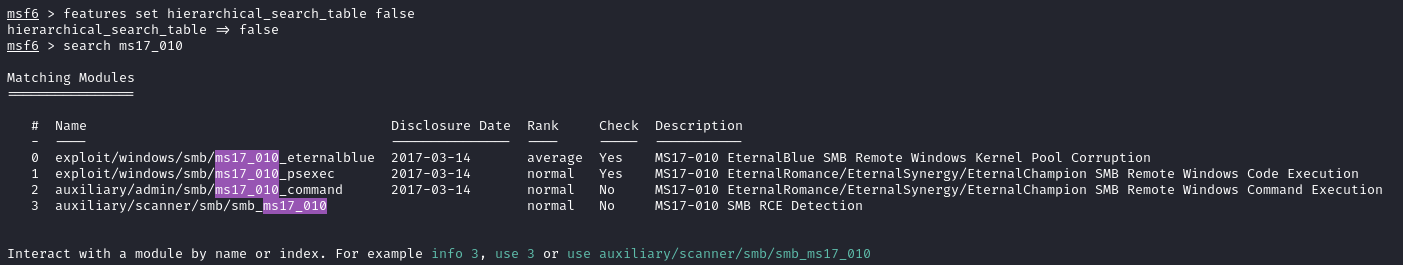 msf6 > features set hierarchical_search_table false
hierarchical_search_table => false
msf6 > search ms17_010

Matching Modules
================

   #  Name                                      Disclosure Date  Rank     Check  Description
   -  ----                                      ---------------  ----     -----  -----------
   0  exploit/windows/smb/ms17_010_eternalblue  2017-03-14       average  Yes    MS17-010 EternalBlue SMB Remote Windows Kernel Pool Corruption
   1  exploit/windows/smb/ms17_010_psexec       2017-03-14       normal   Yes    MS17-010 EternalRomance/EternalSynergy/EternalChampion SMB Remote Windows Code Execution
   2  auxiliary/admin/smb/ms17_010_command      2017-03-14       normal   No     MS17-010 EternalRomance/EternalSynergy/EternalChampion SMB Remote Windows Command Execution
   3  auxiliary/scanner/smb/smb_ms17_010                         normal   No     MS17-010 SMB RCE Detection

Interact with a module by name or index. For example info 3, use 3 or use auxiliary/scanner/smb/smb_ms17_010